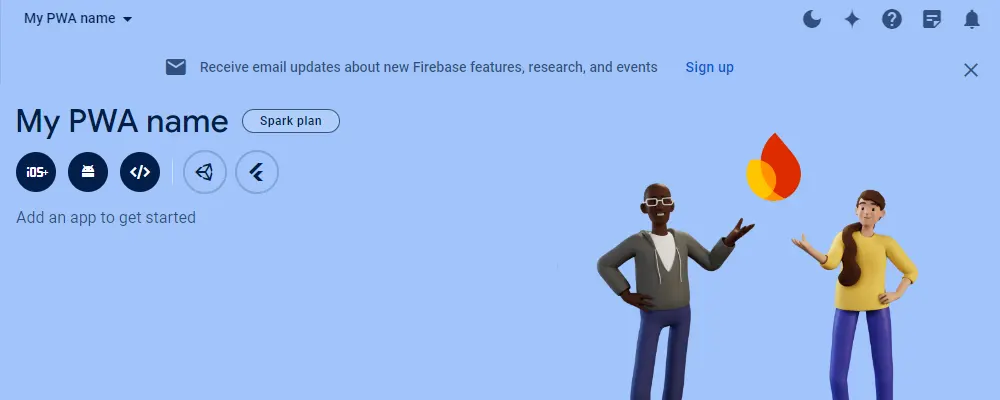 My PWA name
Receive email updates about new Firebase features, research, and events Sign up
My PWA name Spark plan
iOS+ </>
Add an app to get started